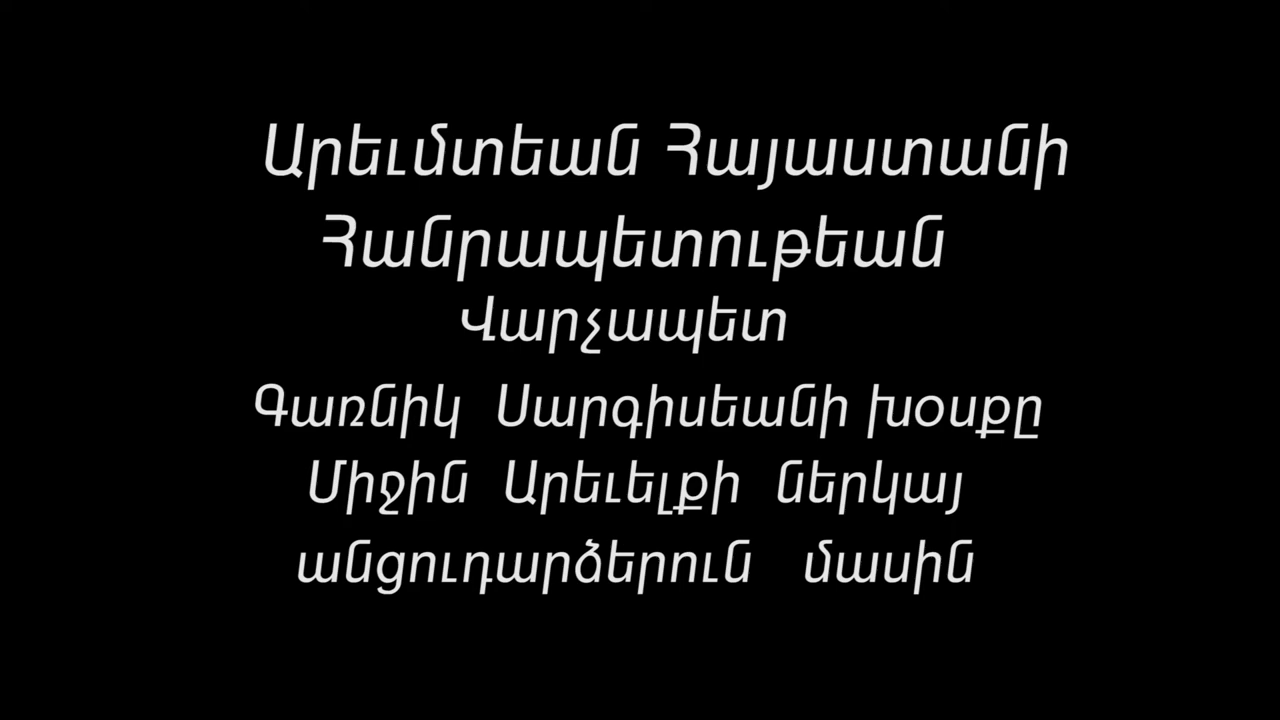 Արեւմտեան Հայաստանի
Հանրապետութեան
Վարչապետ
Գառնիկ Սարգիսեանի խօսքը
Միջին Արեւելքի ներկայ
անցուդարձերուն մասին